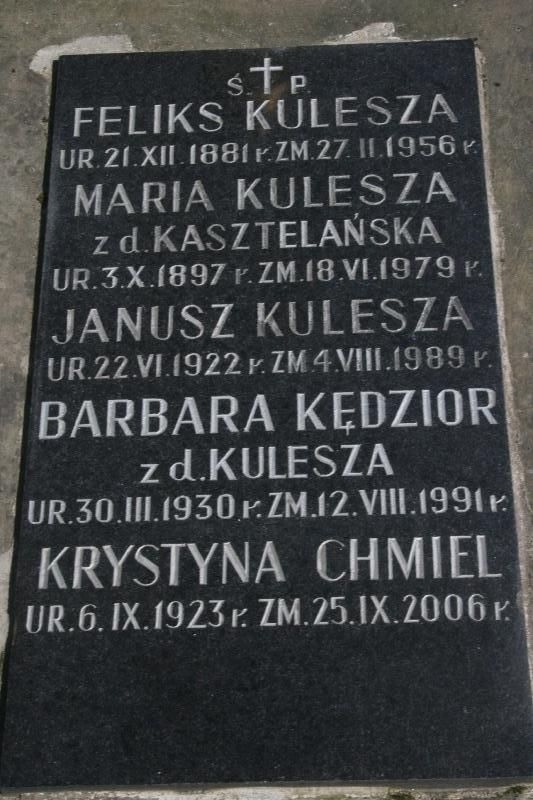 Ś.✝P.
FELIKS KULESZA
UR.21.XII.1881 r. ZM.27.II.1956 r.
MARIA KULESZA
z d.KASZTELAŃSKA
UR.3.X.1897 r. ZM.18.VI.1979 r.
JANUSZ KULESZA
UR.22.VI.1922 r. ZM.4.VIII.1989 r.
BARBARA KĘDZIOR
z d.KULESZA
UR.30.III.1930 r. ZM.12.VIII.1991 r.
KRYSTYNA CHMIEL
UR.6.IX.1923 r. ZM.25.IX.2006 r.